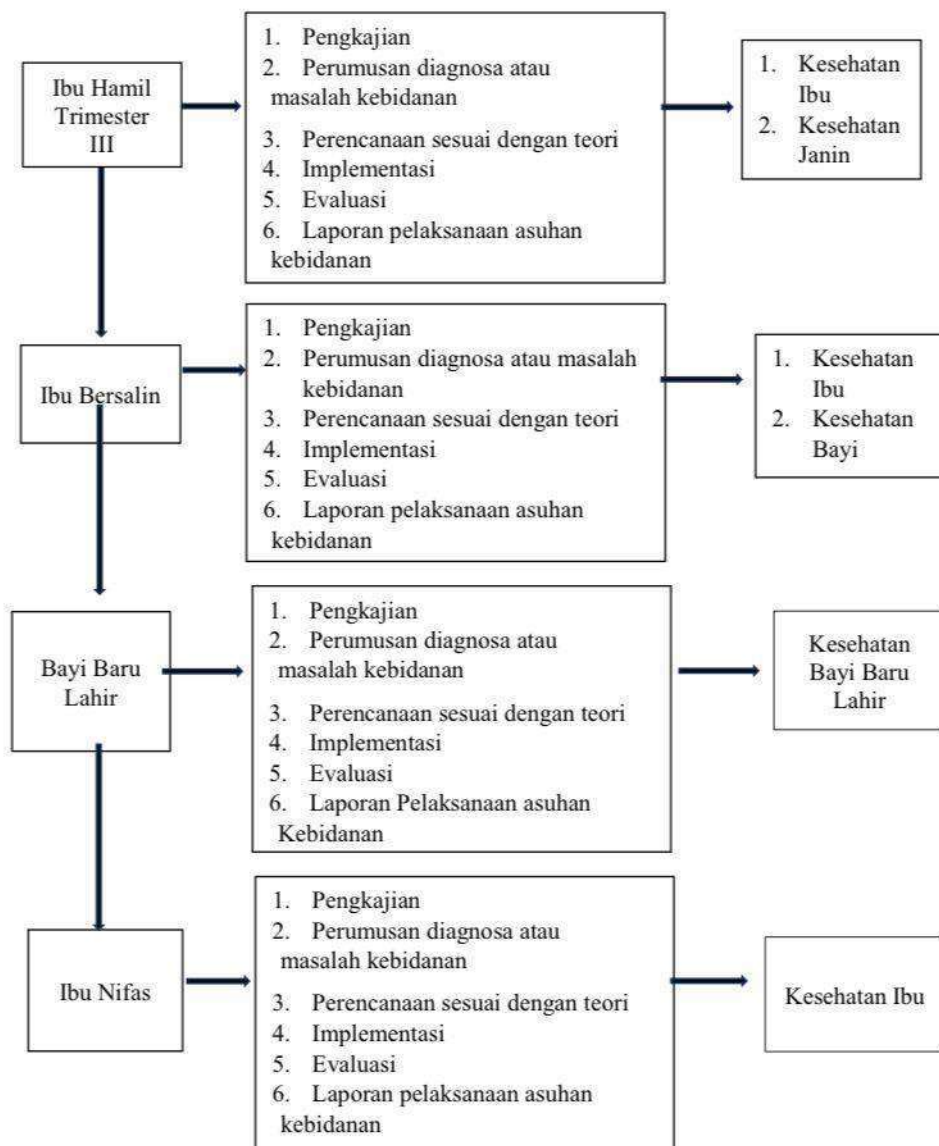 Ibu Hamil
Trimester
III
1. Pengkajian
2. Perumusan diagnosa atau
masalah kebidanan
3. Perencanaan sesuai dengan teori
4. Implementasi
5. Evaluasi
6. Laporan pelaksanaan asuhan
kebidanan
1. Kesehatan
Ibu
2. Kesehatan
Janin
Ibu Bersalin
1. Pengkajian
2. Perumusan diagnosa atau masalah
kebidanan
3. Perencanaan sesuai dengan teori
4. Implementasi
5. Evaluasi
6. Laporan pelaksanaan asuhan
kebidanan
1. Kesehatan
Ibu
2. Kesehatan
Bayi
Bayi Baru
Lahir
1. Pengkajian
2. Perumusan diagnosa atau
masalah kebidanan
3. Perencanaan sesuai dengan teori
4. Implementasi
5. Evaluasi
6. Laporan Pelaksanaan asuhan
Kebidanan
Kesehatan
Bayi Baru
Lahir
Ibu Nifas
1. Pengkajian
2. Perumusan diagnosa atau
masalah kebidanan
3. Perencanaan sesuai dengan teori
4. Implementasi
5. Evaluasi
6. Laporan pelaksanaan asuhan
kebidanan
Kesehatan Ibu